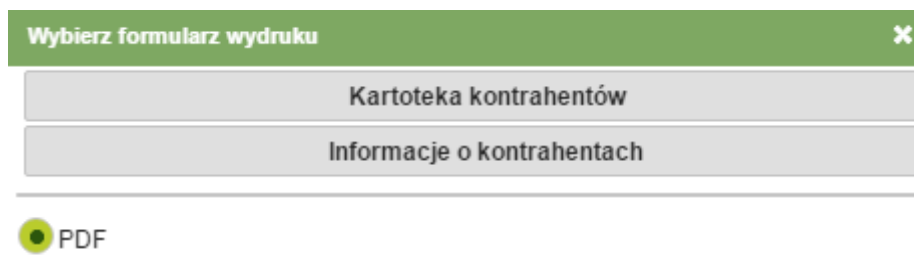 Wybierz formularz wydruku
Kartoteka kontrahentów
Informacje o kontrahentach
PDF